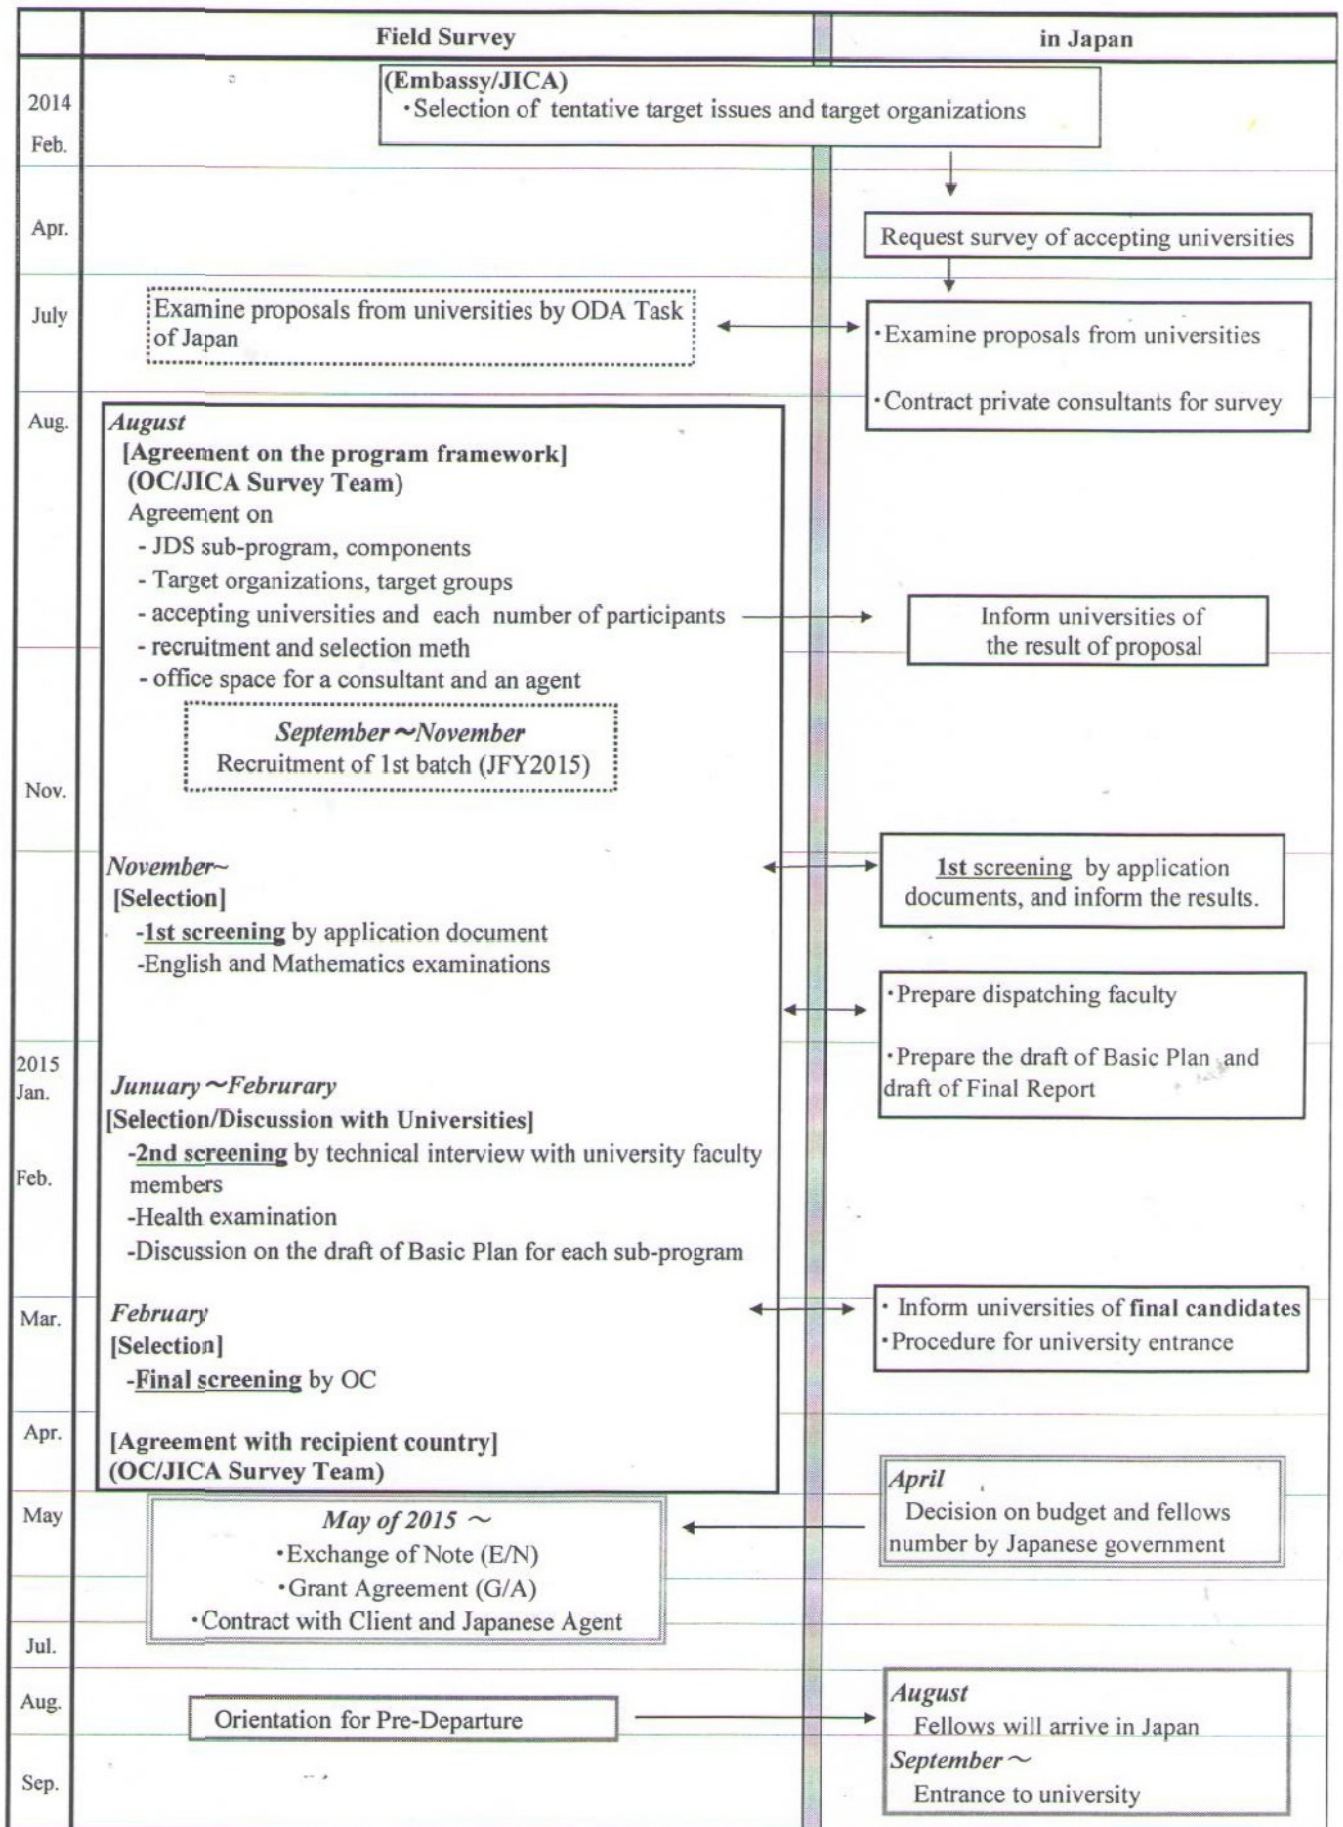 Field Survey
in Japan
2014
Feb.
(Embassy/JICA)
・Selection of tentative target issues and target organizations
Apr.
Request survey of accepting universities
July
Examine proposals from universities by ODA Task
of Japan
・Examine proposals from universities
・Contract private consultants for survey
Aug.
August
[Agreement on the program framework]
(OC/JICA Survey Team)
Agreement on
- JDS sub-program, components
- Target organizations, target groups
- accepting universities and each number of participants
- recruitment and selection meth
- office space for a consultant and an agent
Inform universities of
the result of proposal
September～November
Recruitment of 1st batch (JFY2015)
Nov.
November~
[Selection]
-1st screening by application document
-English and Mathematics examinations
1st screening by application
documents, and inform the results.
・Prepare dispatching faculty
・Prepare the draft of Basic Plan and
draft of Final Report
2015
Jan.
Junuary～Februrary
[Selection/Discussion with Universities]
-2nd screening by technical interview with university faculty
members
-Health examination
-Discussion on the draft of Basic Plan for each sub-program
Feb.
Mar.
February
[Selection]
-Final screening by OC
・Inform universities of final candidates
・Procedure for university entrance
Apr.
[Agreement with recipient country]
(OC/JICA Survey Team)
April
Decision on budget and fellows
number by Japanese government
May
May of 2015 ～
・Exchange of Note (E/N)
・Grant Agreement (G/A)
・Contract with Client and Japanese Agent
Jul.
Aug.
Orientation for Pre-Departure
August
Fellows will arrive in Japan
September～
Entrance to university
Sep.